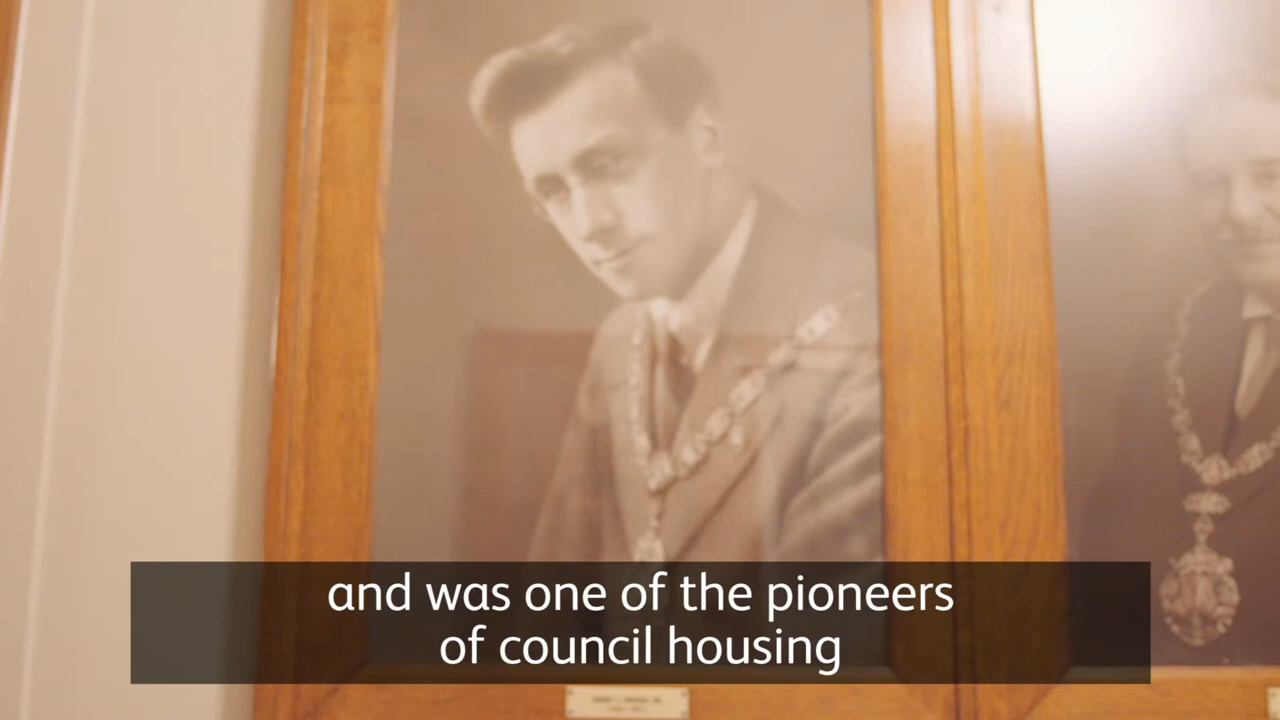 and was one of the pioneers
of council housing